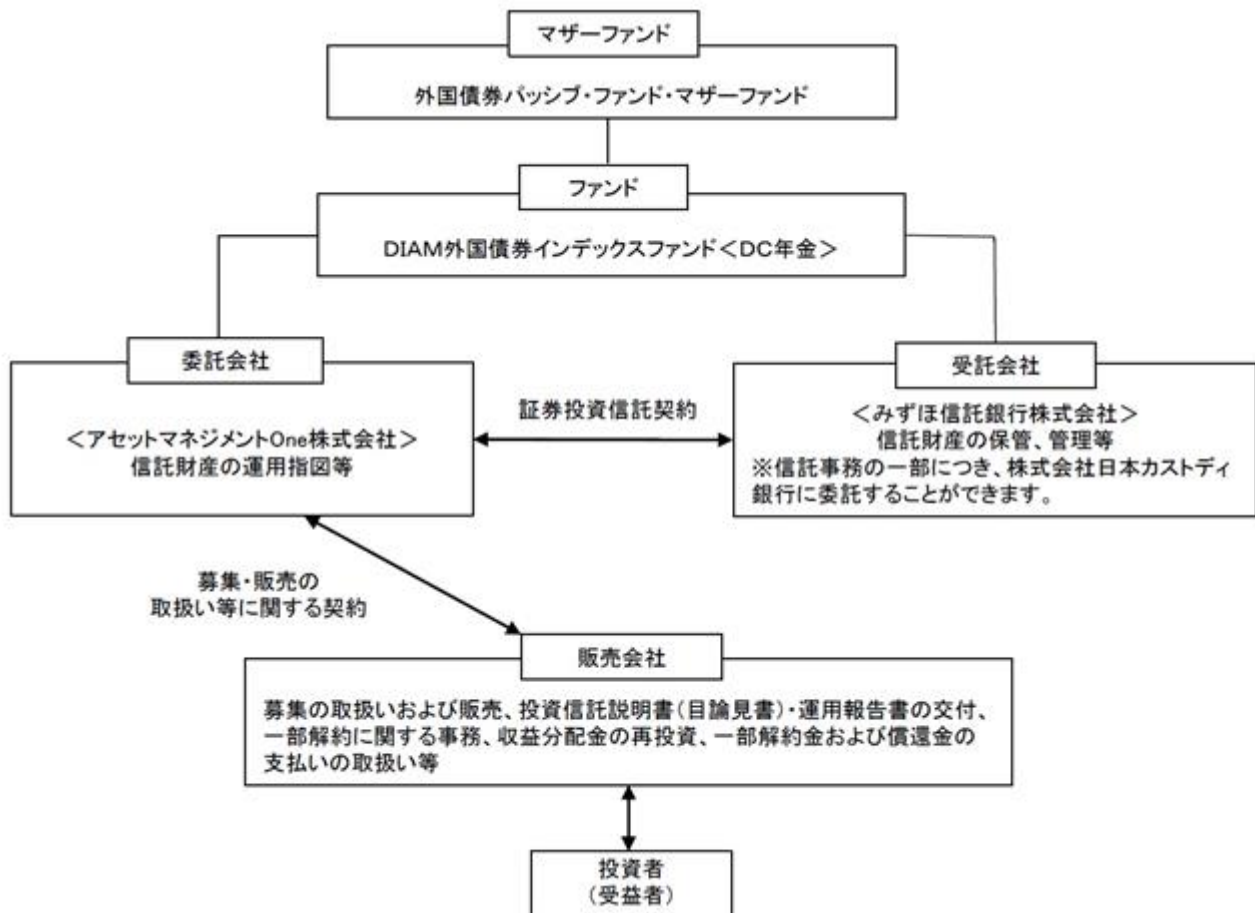 マザーファンド
外国債券パッシブ・ファンド・マザーファンド
ファンド
DIAM外国債券インデックスファンド＜DC年金＞
委託会社
＜アセットマネジメントOne株式会社＞
信託財産の運用指図等
証券投資信託契約
受託会社
＜みずほ信託銀行株式会社＞
信託財産の保管、管理等
※信託事務の一部につき、株式会社日本カストディ
銀行に委託することができます。
募集・販売の
取扱い等に関する契約
販売会社
募集の取扱いおよび販売、投資信託説明書（目論見書）・運用報告書の交付、
一部解約に関する事務、収益分配金の再投資、一部解約金および償還金の
支払いの取扱い等
投資者
（受益者）